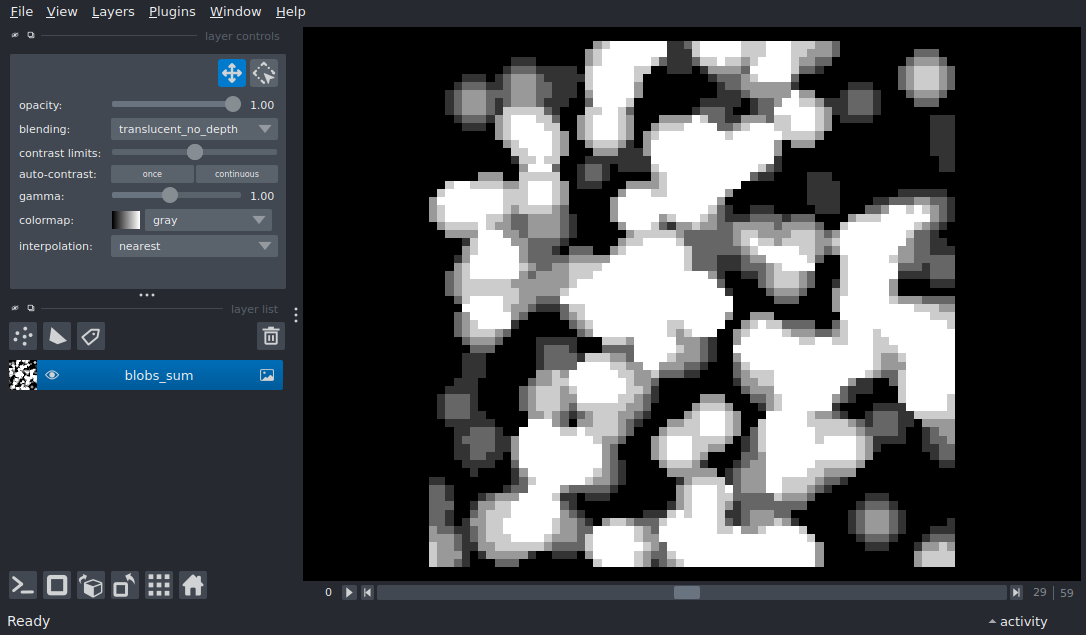 File View Layers Plugins Window Help
layer controls
opacity: 1.00
blending: translucent_no_depth
contrast limits:
auto-contrast: once continuous
gamma: 1.00
colormap: gray
interpolation: nearest
layer list
blobs_sum
0 29 59
Ready activity